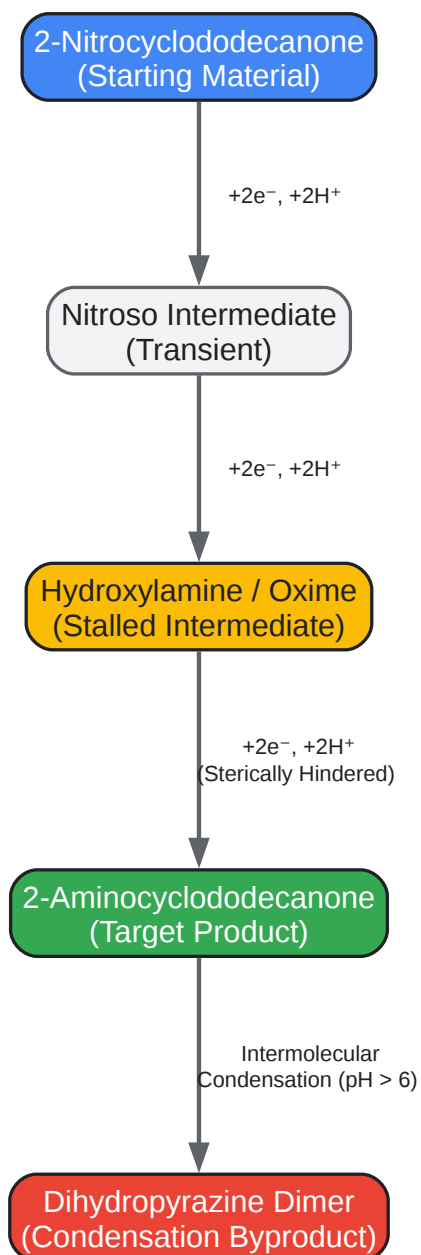 2-Nitrocyclododecanone
(Starting Material)
+2e⁻, +2H⁺
Nitroso Intermediate
(Transient)
+2e⁻, +2H⁺
Hydroxylamine / Oxime
(Stalled Intermediate)
+2e⁻, +2H⁺
(Sterically Hindered)
2-Aminocyclododecanone
(Target Product)
Intermolecular
Condensation (pH > 6)
Dihydropyrazine Dimer
(Condensation Byproduct)